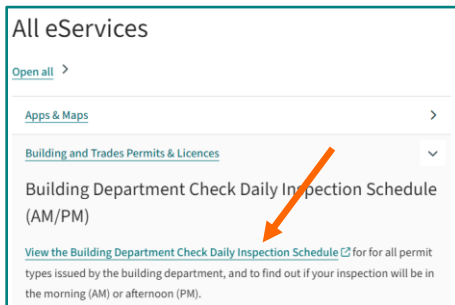 All eServices
Open all
Apps & Maps
Building and Trades Permits & Licences
Building Department Check Daily Inspection Schedule
(AM/PM)
View the Building Department Check Daily Inspection Schedule for for all permit
types issued by the building department, and to find out if your inspection will be in
the morning (AM) or afternoon (PM).